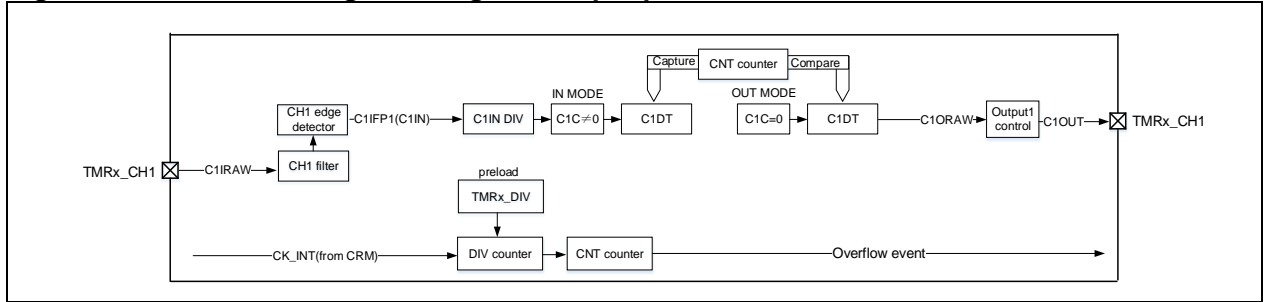 Capture
CNT counter
Compare
IN MODE
OUT MODE
CH1 edge
detector
C1IFP1(C1IN)
C1IN DIV
C1C≠0
C1DT
C1C=0
C1DT
C1ORAW
Output1
control
C1OUT
TMRx_CH1
TMRx_CH1
C1IRAW
CH1 filter
preload
TMRx_DIV
CK_INT(from CRM)
DIV counter
CNT counter
Overflow event